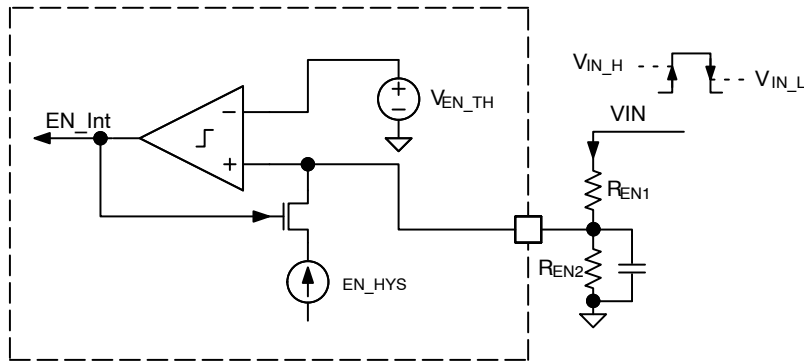 EN_Int
−
+
+
−
VEN_TH
EN_HYS
VIN_H
VIN_L
VIN
REN1
REN2